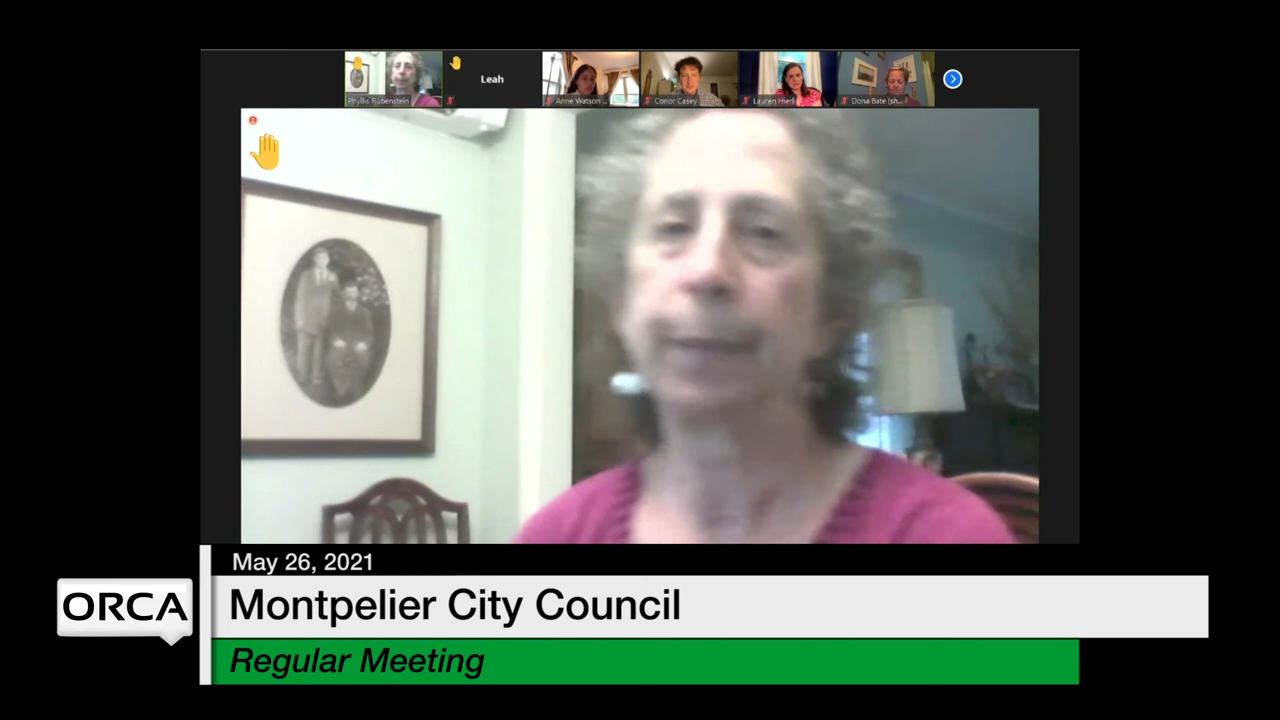 Phyllis Rubenstein
Leah
Anne Watson ...
Conor Casey
Lauren Hierl
Dona Bate (sh...
May 26, 2021
Montpelier City Council
ORCA
Regular Meeting